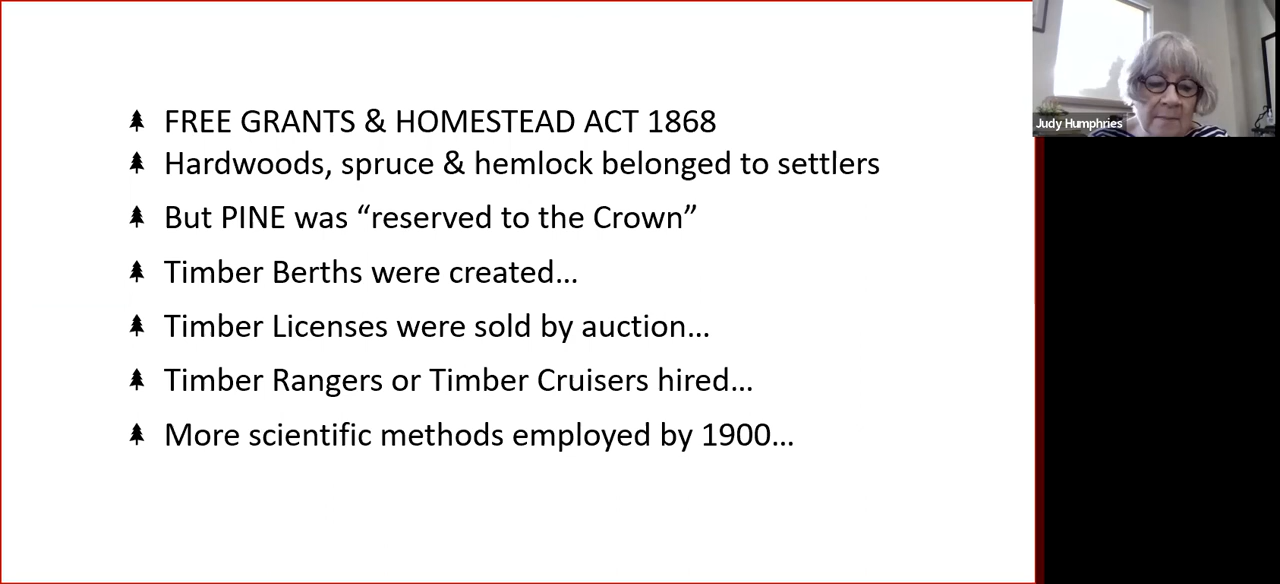 FREE GRANTS & HOMESTEAD ACT 1868
Hardwoods, spruce & hemlock belonged to settlers
But PINE was “reserved to the Crown”
Timber Berths were created…
Timber Licenses were sold by auction…
Timber Rangers or Timber Cruisers hired…
More scientific methods employed by 1900…
Judy Humphries